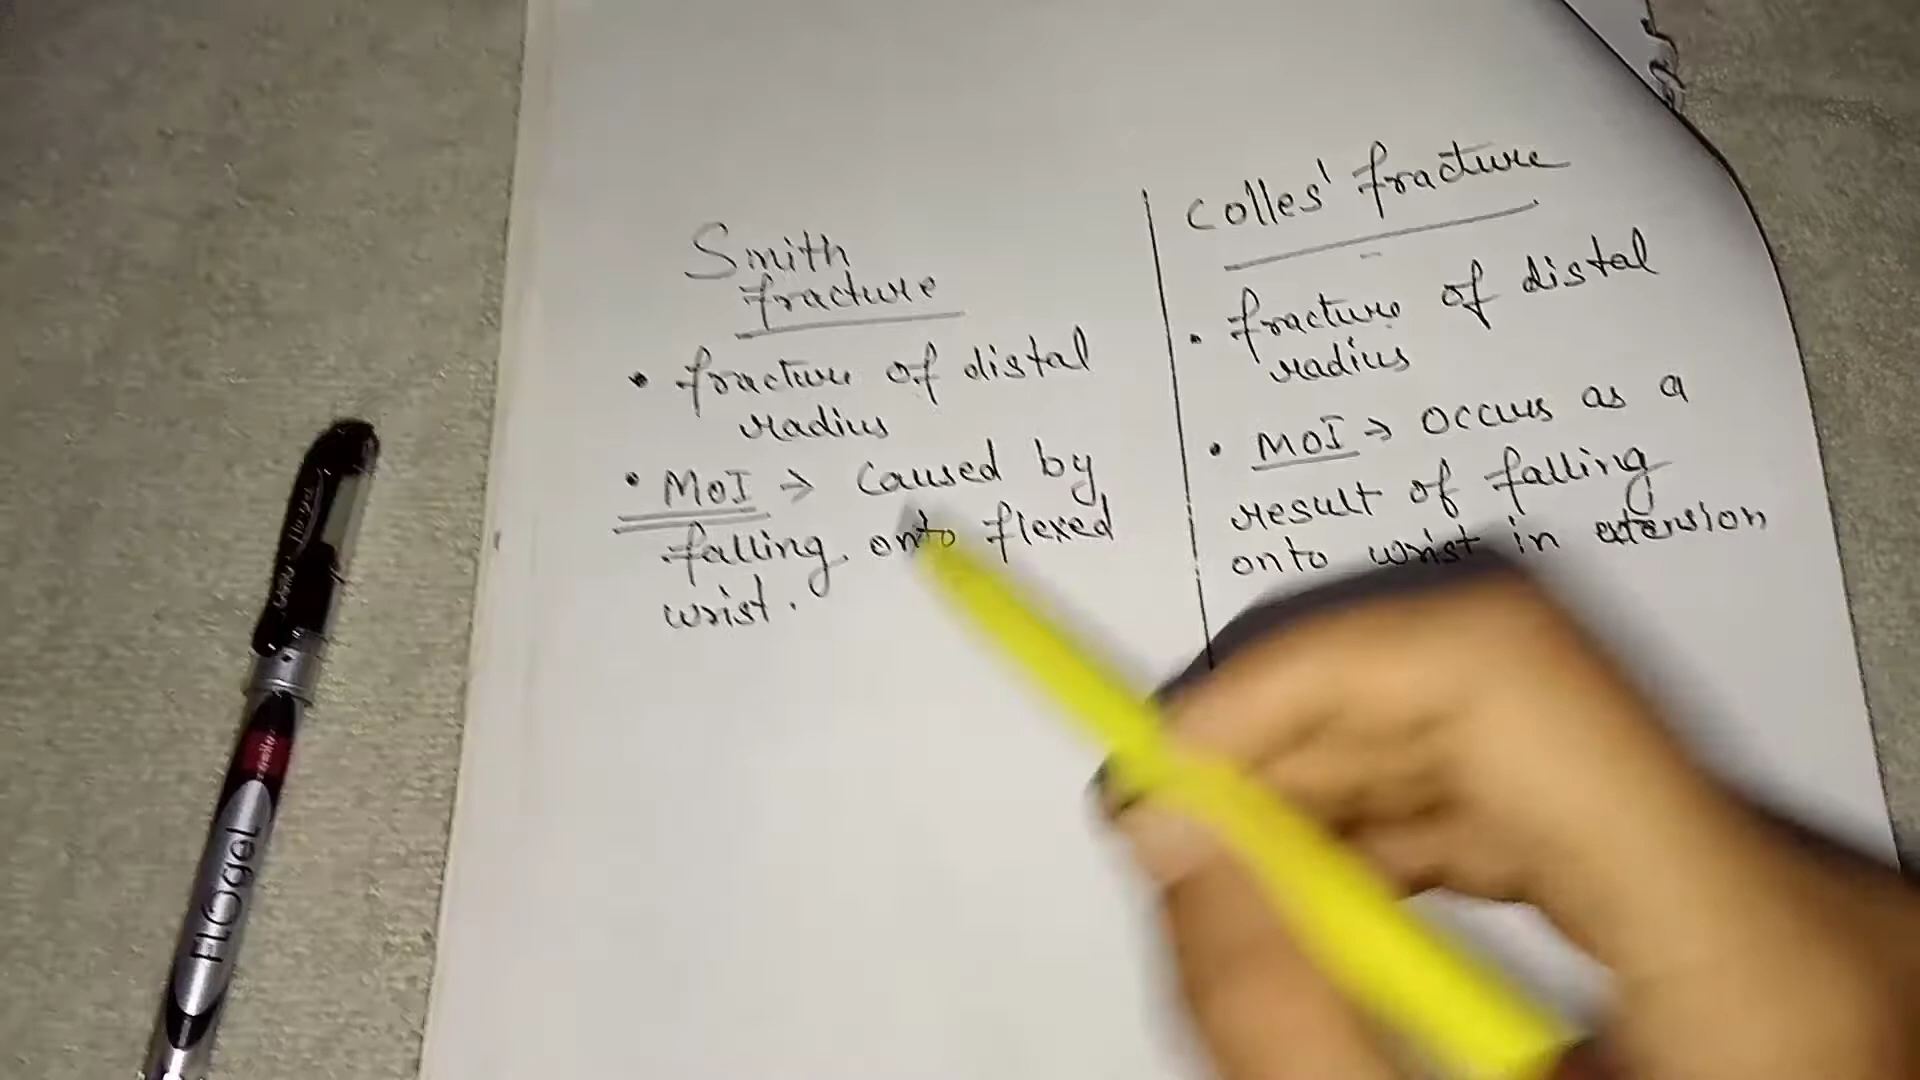 Smith
fracture
• fracture of distal
radius
• MOI → Caused by
falling onto flexed
wrist.
Colles' fracture
• fracture of distal
radius
• MOI → Occurs as a
result of falling
onto wrist in extension
FLOgel